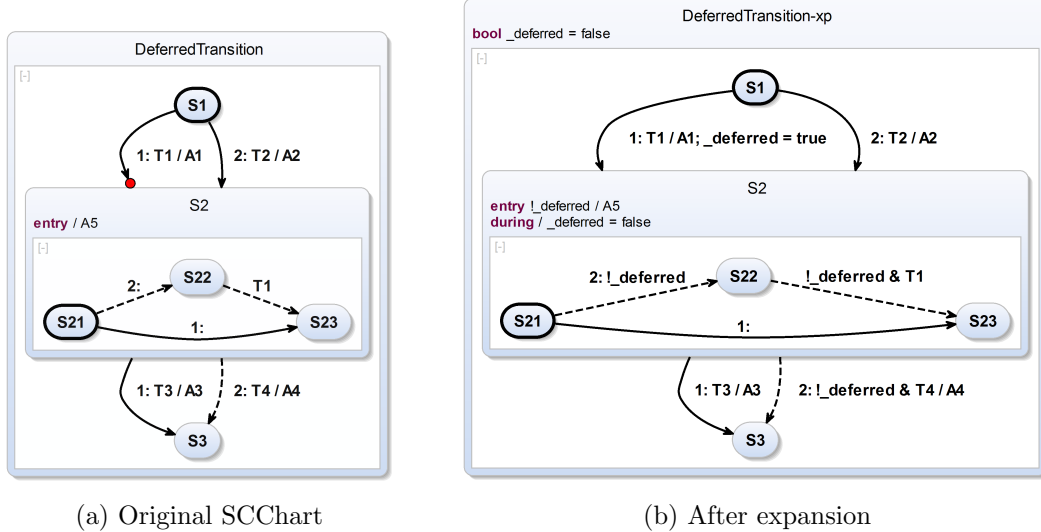 DeferredTransition
[-]
S1
1: T1 / A1
2: T2 / A2
S2
entry / A5
[-]
S22
2:
T1
S21
S23
1:
1: T3 / A3
2: T4 / A4
S3
(a) Original SCChart
DeferredTransition-xp
bool _deferred = false
[-]
S1
1: T1 / A1; _deferred = true
2: T2 / A2
S2
entry !_deferred / A5
during / _deferred = false
[-]
S22
2: !_deferred
!_deferred & T1
S21
S23
1:
1: T3 / A3
2: !_deferred & T4 / A4
S3
(b) After expansion